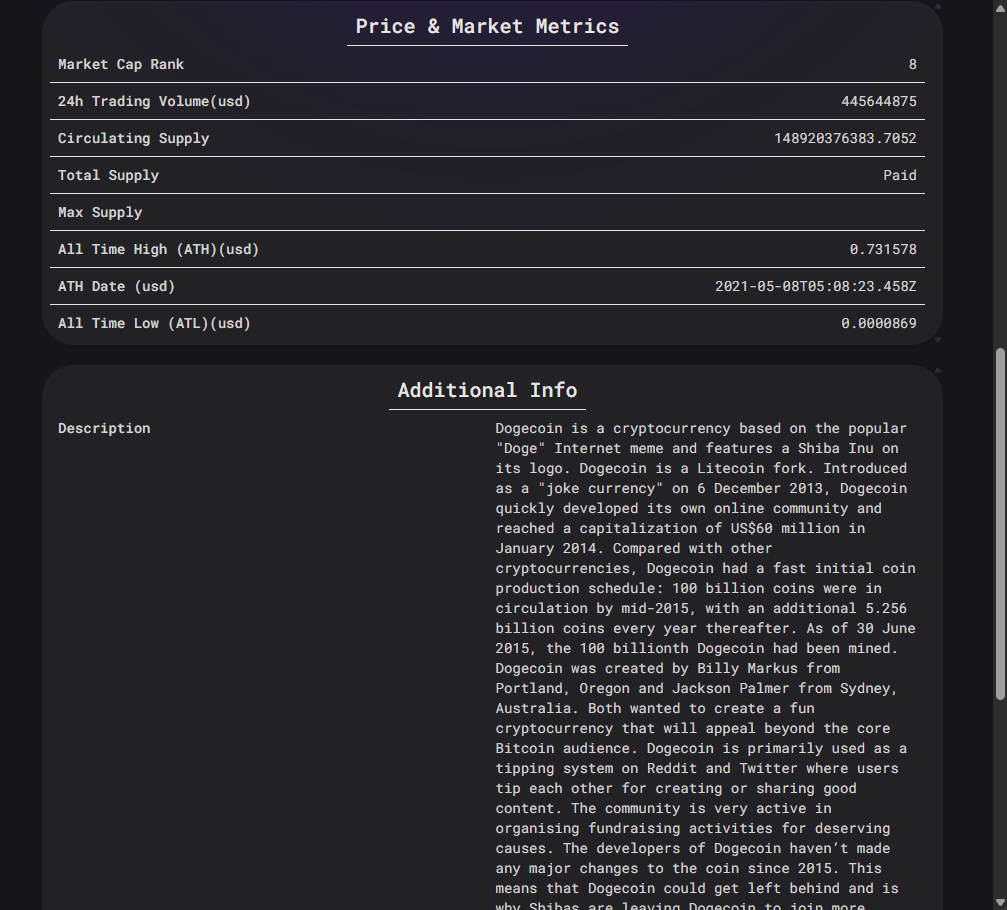 Price & Market Metrics
Market Cap Rank 8
24h Trading Volume(usd) 445644875
Circulating Supply 148920376383.7052
Total Supply Paid
Max Supply
All Time High (ATH)(usd) 0.731578
ATH Date (usd) 2021-05-08T05:08:23.458Z
All Time Low (ATL)(usd) 0.0000869
Additional Info
Description Dogecoin is a cryptocurrency based on the popular
"Doge" Internet meme and features a Shiba Inu on
its logo. Dogecoin is a Litecoin fork. Introduced
as a "joke currency" on 6 December 2013, Dogecoin
quickly developed its own online community and
reached a capitalization of US$60 million in
January 2014. Compared with other
cryptocurrencies, Dogecoin had a fast initial coin
production schedule: 100 billion coins were in
circulation by mid-2015, with an additional 5.256
billion coins every year thereafter. As of 30 June
2015, the 100 billionth Dogecoin had been mined.
Dogecoin was created by Billy Markus from
Portland, Oregon and Jackson Palmer from Sydney,
Australia. Both wanted to create a fun
cryptocurrency that will appeal beyond the core
Bitcoin audience. Dogecoin is primarily used as a
tipping system on Reddit and Twitter where users
tip each other for creating or sharing good
content. The community is very active in
organising fundraising activities for deserving
causes. The developers of Dogecoin haven’t made
any major changes to the coin since 2015. This
means that Dogecoin could get left behind and is
why Shibas are leaving Dogecoin to join more